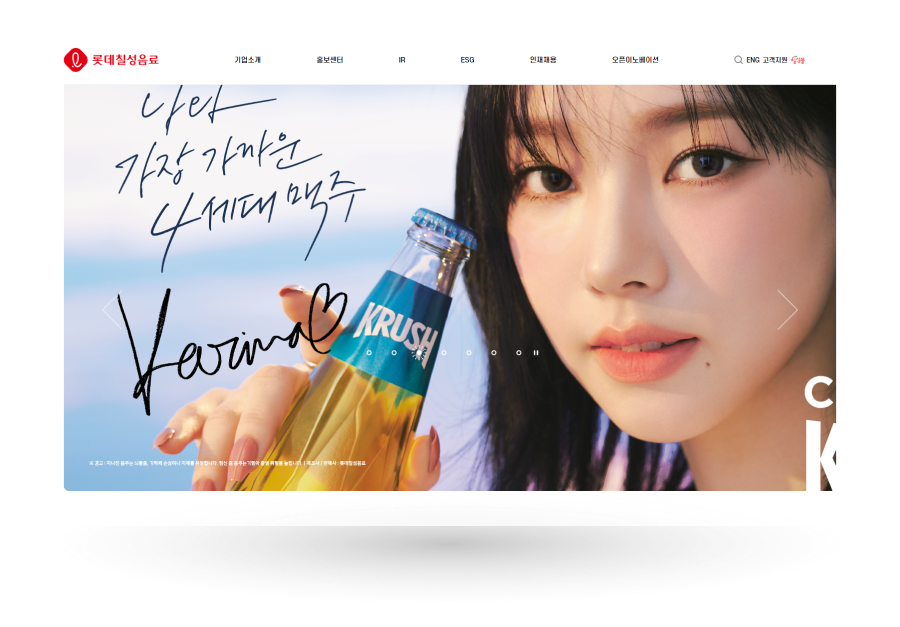 롯데칠성음료
기업소개 홍보센터 IR ESG 인재채용 오픈이노베이션 ENG 고객지원
나랑
가장 가까운
4세대 맥주
Karina
KRUSH
C
K